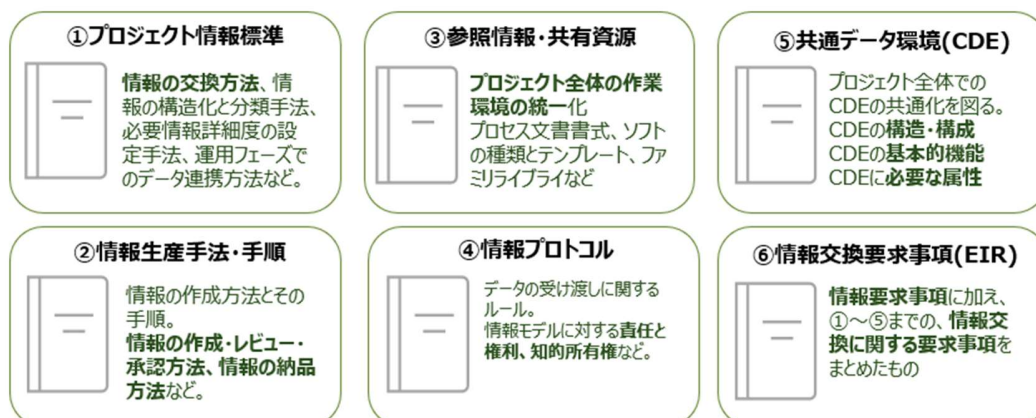 ①プロジェクト情報標準
情報の交換方法、情
報の構造化と分類手法、
必要情報詳細度の設
定手法、運用フェーズで
のデータ連携方法など。
②情報生産手法・手順
情報の作成方法とその
手順。
情報の作成・レビュー・
承認方法、情報の納品
方法など。
③参照情報・共有資源
プロジェクト全体の作業
環境の統一化
プロセス文書書式、ソフト
の種類とテンプレート、ファ
ミリライブライなど
④情報プロトコル
データの受け渡しに関する
ルール。
情報モデルに対する責任と
権利、知的所有権など。
⑤共通データ環境(CDE)
プロジェクト全体での
CDEの共通化を図る。
CDEの構造・構成
CDEの基本的機能
CDEに必要な属性
⑥情報交換要求事項(EIR)
情報要求事項に加え、
①～⑤までの、情報交
換に関する要求事項を
まとめたもの